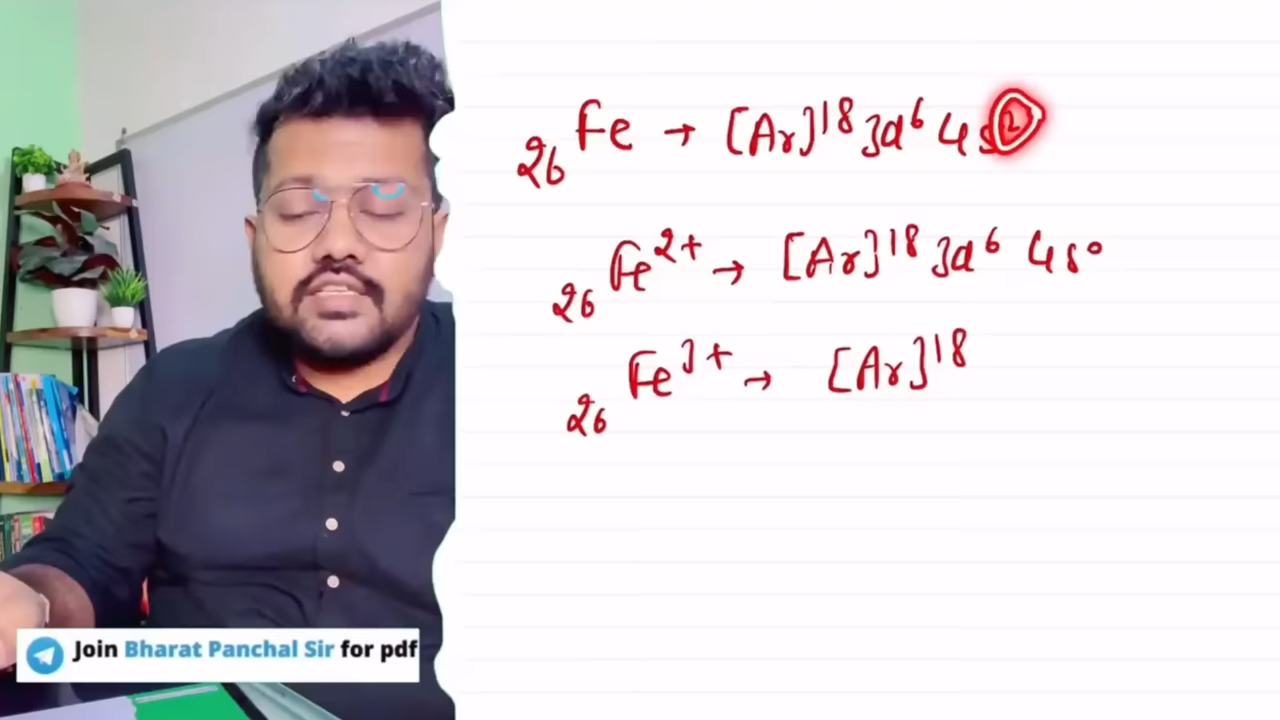 ₂₆Fe → [Ar]¹⁸ 3d⁶ 4s²
₂₆Fe²⁺ → [Ar]¹⁸ 3d⁶ 4s⁰
₂₆Fe³⁺ → [Ar]¹⁸
Join Bharat Panchal Sir for pdf